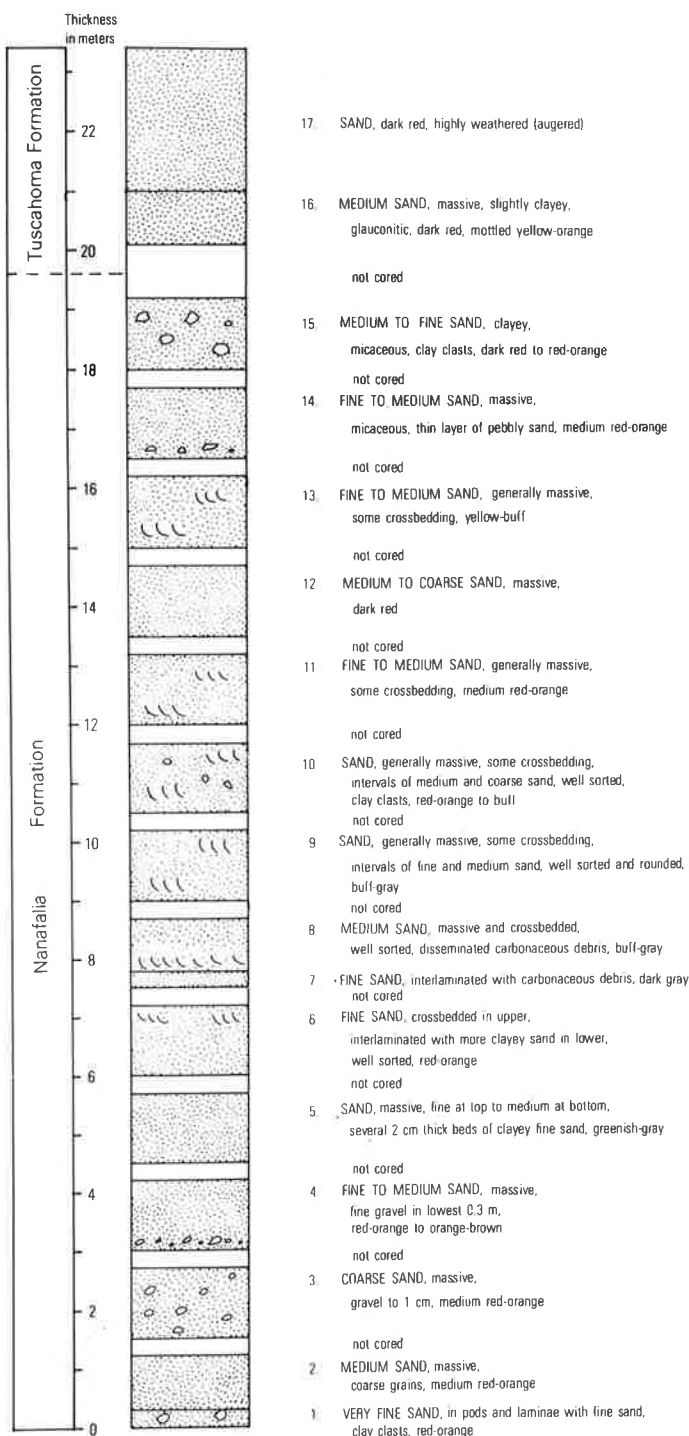 Thickness
in meters
Tuscahoma Formation
Nanafalia Formation
22
20
18
16
14
12
10
8
6
4
2
0
17. SAND, dark red, highly weathered (augered)
16. MEDIUM SAND, massive, slightly clayey,
glauconitic, dark red, mottled yellow-orange
not cored
15. MEDIUM TO FINE SAND, clayey,
micaceous, clay clasts, dark red to red-orange
not cored
14. FINE TO MEDIUM SAND, massive,
micaceous, thin layer of pebbly sand, medium red-orange
not cored
13. FINE TO MEDIUM SAND, generally massive,
some crossbedding, yellow-buff
not cored
12 MEDIUM TO COARSE SAND, massive,
dark red
not cored
11 FINE TO MEDIUM SAND, generally massive,
some crossbedding, medium red-orange
not cored
10 SAND, generally massive, some crossbedding,
intervals of medium and coarse sand, well sorted,
clay clasts, red-orange to buff
not cored
9 SAND, generally massive, some crossbedding,
intervals of fine and medium sand, well sorted and rounded,
buff-gray
not cored
8 MEDIUM SAND, massive and crossbedded,
well sorted, disseminated carbonaceous debris, buff-gray
7 FINE SAND, interlaminated with carbonaceous debris, dark gray
not cored
6 FINE SAND, crossbedded in upper,
interlaminated with more clayey sand in lower,
well sorted, red-orange
not cored
5. SAND, massive, fine at top to medium at bottom,
several 2 cm thick beds of clayey fine sand, greenish-gray
not cored
4. FINE TO MEDIUM SAND, massive,
fine gravel in lowest 0.3 m,
red-orange to orange-brown
not cored
3. COARSE SAND, massive,
gravel to 1 cm, medium red-orange
not cored
2. MEDIUM SAND, massive,
coarse grains, medium red-orange
1. VERY FINE SAND, in pods and laminae with fine sand,
clay clasts, red-orange